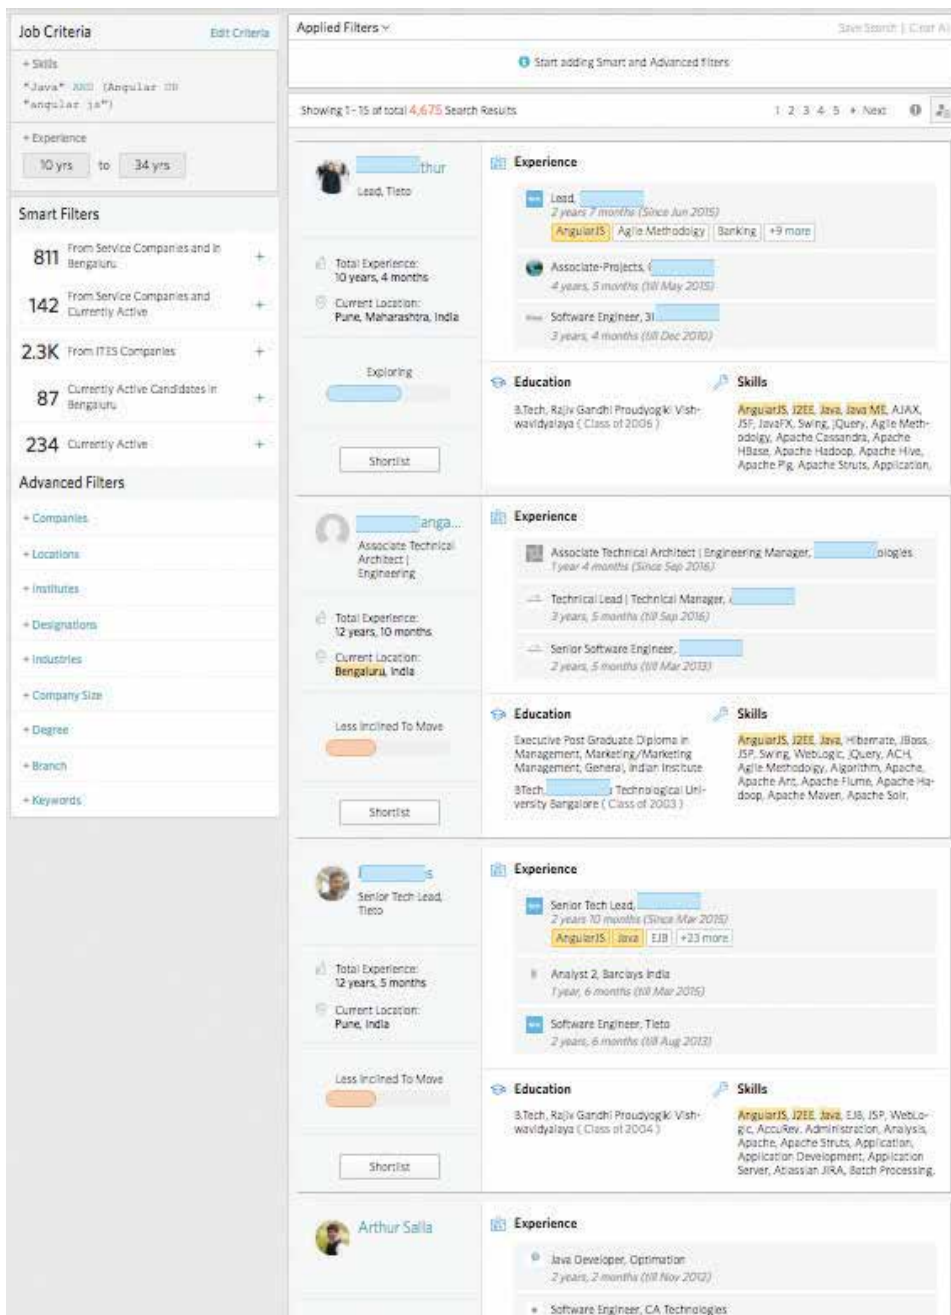 Job Criteria
Edit Criteria
+ Skills
"Java" AND (Angular OR
"angular js")
+ Experience
10 yrs to 34 yrs
Smart Filters
811 From Service Companies and in
Bengaluru +
142 From Service Companies and
Currently Active +
2.3K From ITES Companies +
87 Currently Active Candidates in
Bengaluru +
234 Currently Active +
Advanced Filters
+ Companies
+ Locations
+ Institutes
+ Designations
+ Industries
+ Company Size
+ Degree
+ Branch
+ Keywords
Applied Filters
Save Search | Clear Al
Start adding Smart and Advanced filters
Showing 1 - 15 of total 4,675 Search Results
1 2 3 4 5 Next
thur
Lead, Tieto
Total Experience:
10 years, 4 months
Current Location:
Pune, Maharashtra, India
Exploring
Shortlist
Experience
Lead,
2 years 7 months (Since Jun 2015)
AngularJS Agile Methodolgy Banking +9 more
Associate-Projects,
4 years, 5 months (till May 2015)
Software Engineer, 3I
3 years, 4 months (till Dec 2010)
Education
B.Tech, Rajiv Gandhi Proudyogiki Vish-
wavidyalaya ( Class of 2006 )
Skills
AngularJS, J2EE, Java, Java ME, AJAX,
JSF, JavaFX, Swing, jQuery, Agile Meth-
odolgy, Apache Cassandra, Apache
HBase, Apache Hadoop, Apache Hive,
Apache Pig, Apache Struts, Application,
anga...
Associate Technical
Architect |
Engineering
Total Experience:
12 years, 10 months
Current Location:
Bengaluru, India
Less Inclined To Move
Shortlist
Experience
Associate Technical Architect | Engineering Manager, ologies
1 year 4 months (Since Sep 2016)
Technical Lead | Technical Manager,
3 years, 5 months (till Sep 2016)
Senior Software Engineer,
2 years, 5 months (till Mar 2013)
Education
Executive Post Graduate Diploma in
Management, Marketing/Marketing
Management, General, Indian Institute
BTech, Technological Uni-
versity Bangalore ( Class of 2003 )
Skills
AngularJS, J2EE, Java, Hibernate, JBoss,
JSP, Swing, WebLogic, jQuery, ACH,
Agile Methodolgy, Algorithm, Apache,
Apache Ant, Apache Flume, Apache Ha-
doop, Apache Maven, Apache Solr,
s
Senior Tech Lead,
Tieto
Total Experience:
12 years, 5 months
Current Location:
Pune, India
Less Inclined To Move
Shortlist
Experience
Senior Tech Lead,
2 years 10 months (Since Mar 2015)
AngularJS Java EJB +23 more
Analyst 2, Barclays India
1 year, 6 months (till Mar 2015)
Software Engineer, Tieto
2 years, 6 months (till Aug 2013)
Education
B.Tech, Rajiv Gandhi Proudyogiki Vish-
wavidyalaya ( Class of 2004 )
Skills
AngularJS, J2EE, Java, EJB, JSP, WebLo-
gic, AccuRev, Administration, Analysis,
Apache, Apache Struts, Application,
Application Development, Application
Server, Atlassian JIRA, Batch Processing,
Arthur Salla
Experience
Java Developer, Optimation
2 years, 2 months (till Nov 2012)
Software Engineer, CA Technologies